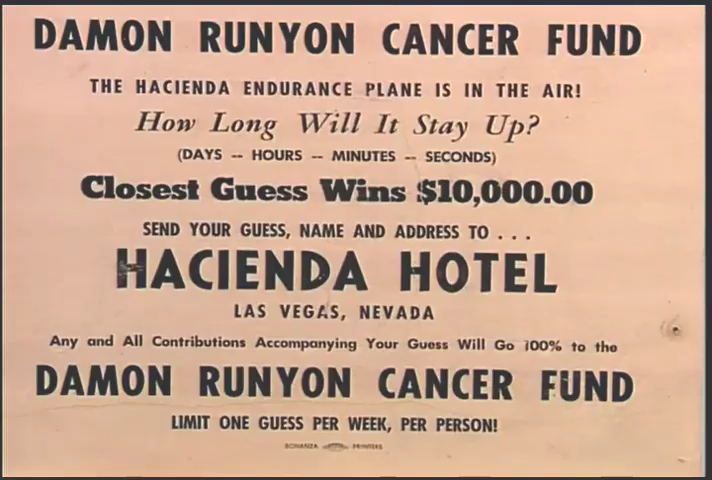 DAMON RUNYON CANCER FUND
THE HACIENDA ENDURANCE PLANE IS IN THE AIR!
How Long Will It Stay Up?
(DAYS -- HOURS -- MINUTES -- SECONDS)
Closest Guess Wins $10,000.00
SEND YOUR GUESS, NAME AND ADDRESS TO . . .
HACIENDA HOTEL
LAS VEGAS, NEVADA
Any and All Contributions Accompanying Your Guess Will Go 100% to the
DAMON RUNYON CANCER FUND
LIMIT ONE GUESS PER WEEK, PER PERSON!
BONANZA PRINTERS